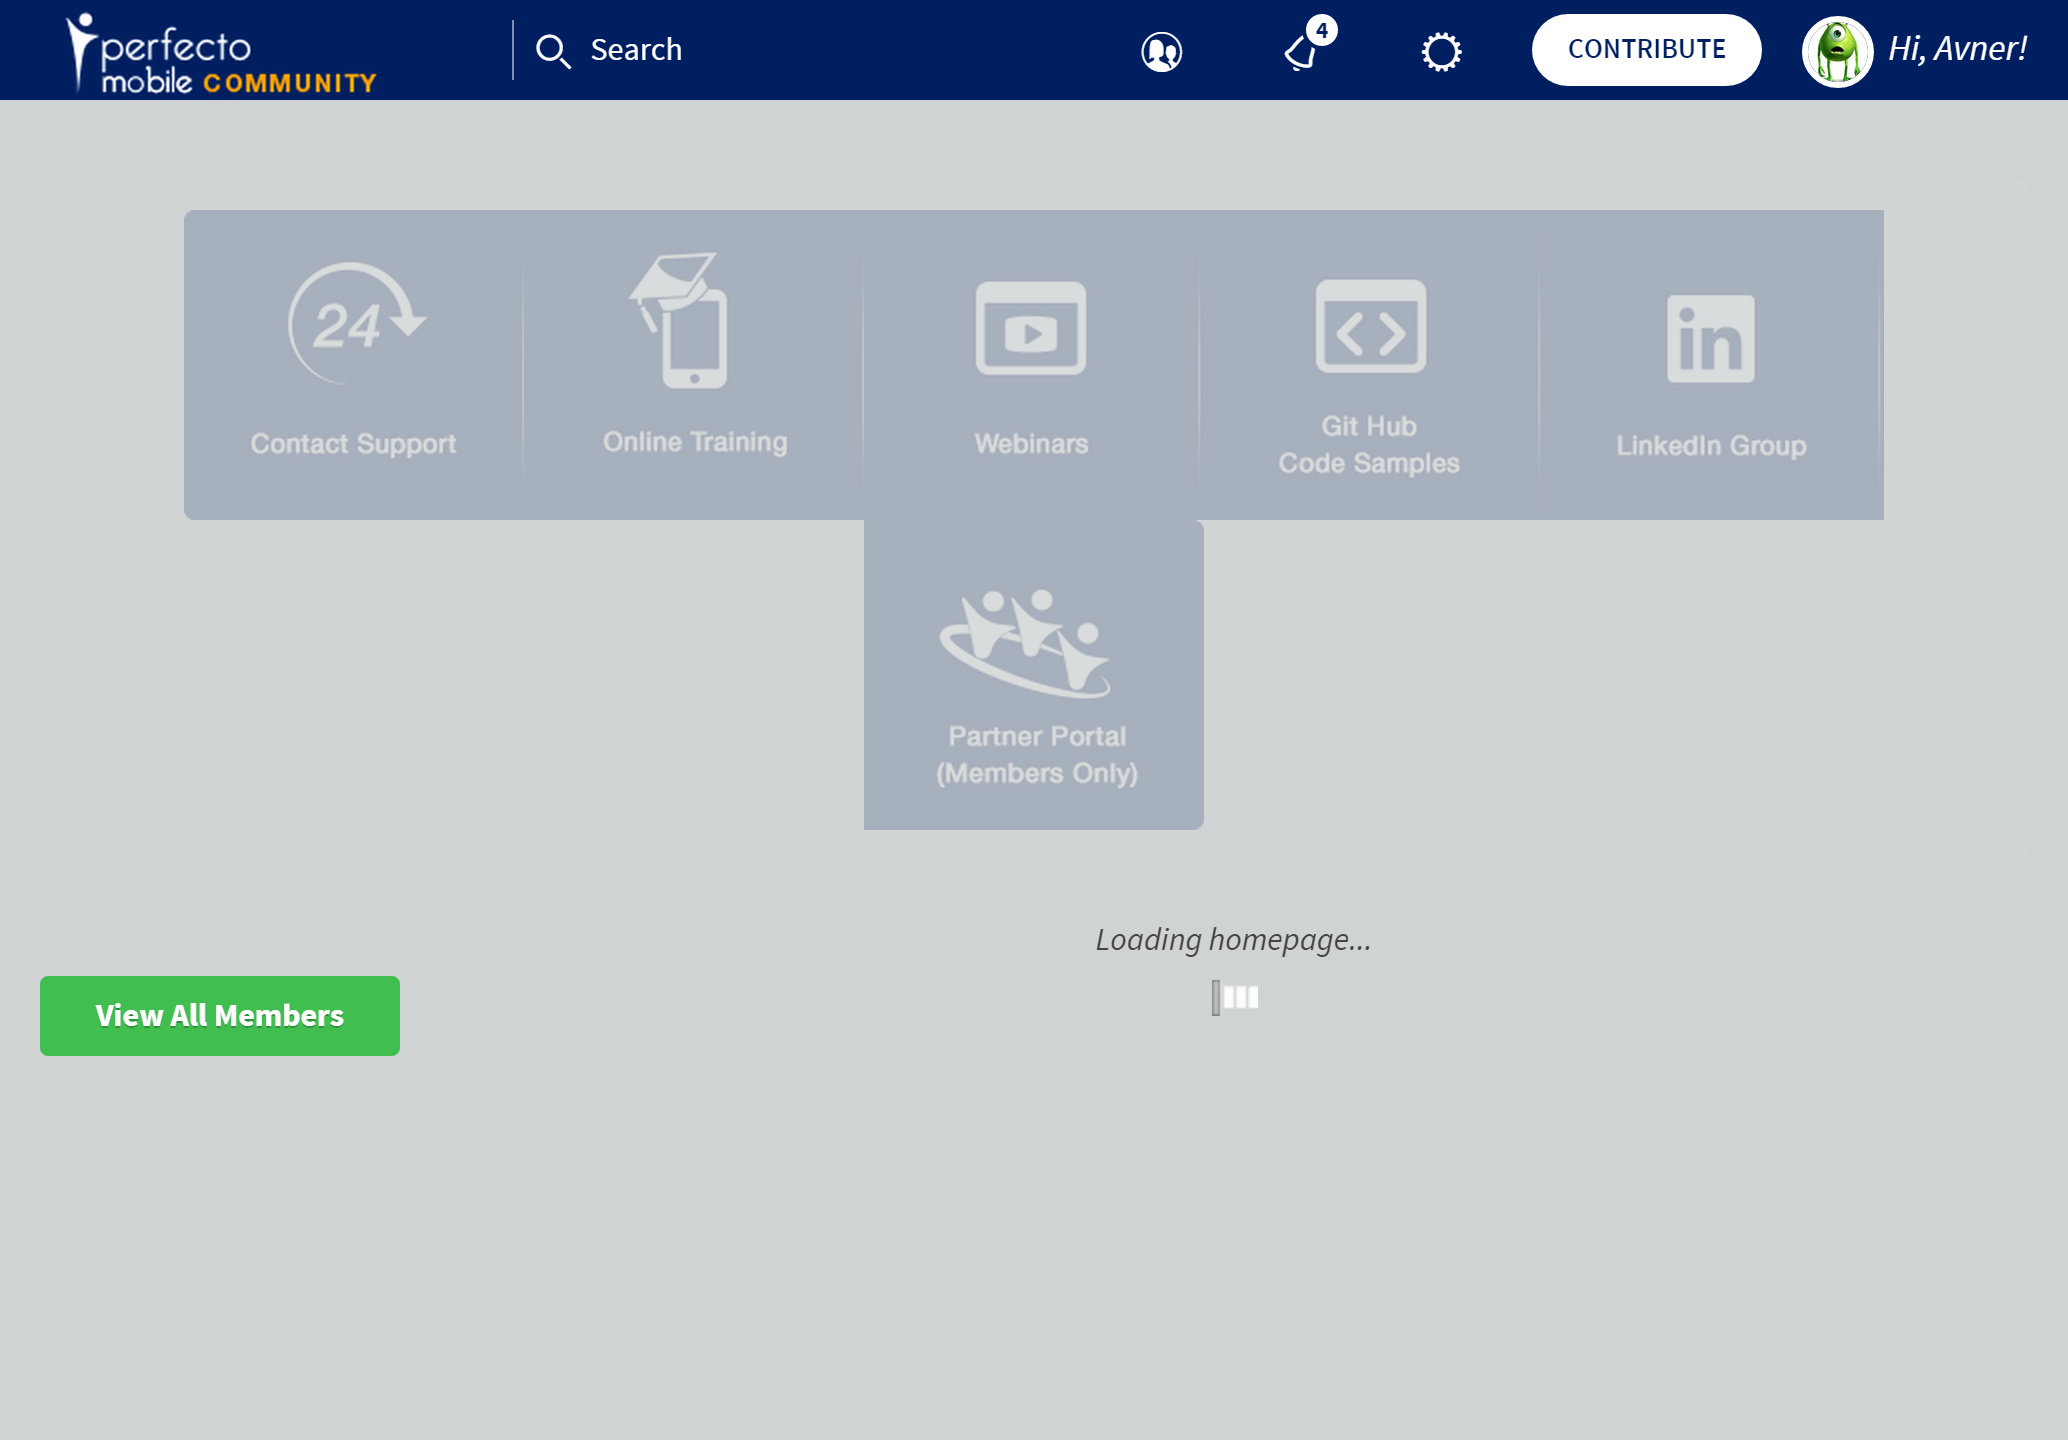 perfecto
mobile COMMUNITY
Search
4
CONTRIBUTE
Hi, Avner!
24
Contact Support
Online Training
Webinars
Git Hub
Code Samples
in
LinkedIn Group
Partner Portal
(Members Only)
Loading homepage...
View All Members